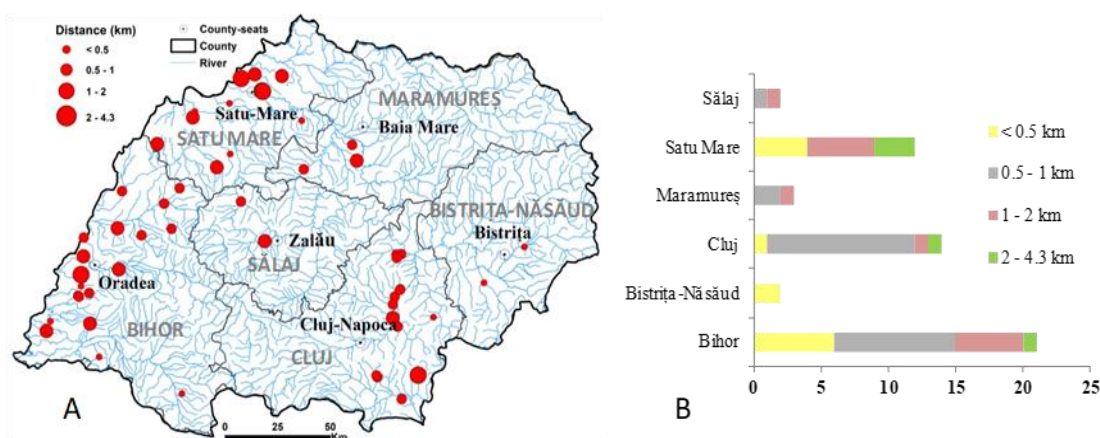 Distance (km)
< 0.5
0.5 - 1
1 - 2
2 - 4.3
County-seats
County
River
MARAMURES
Satu-Mare
Baia Mare
SATU MARE
BISTRITA-NĂSĂUD
Bistrița
Zalău
SĂLAJ
Oradea
BIHOR
Cluj-Napoca
CLUJ
A
0 25 50
Km
Sălaj
Satu Mare
Maramureș
Cluj
Bistrița-Năsăud
Bihor
0 5 10 15 20 25
< 0.5 km
0.5 - 1 km
1 - 2 km
2 - 4.3 km
B